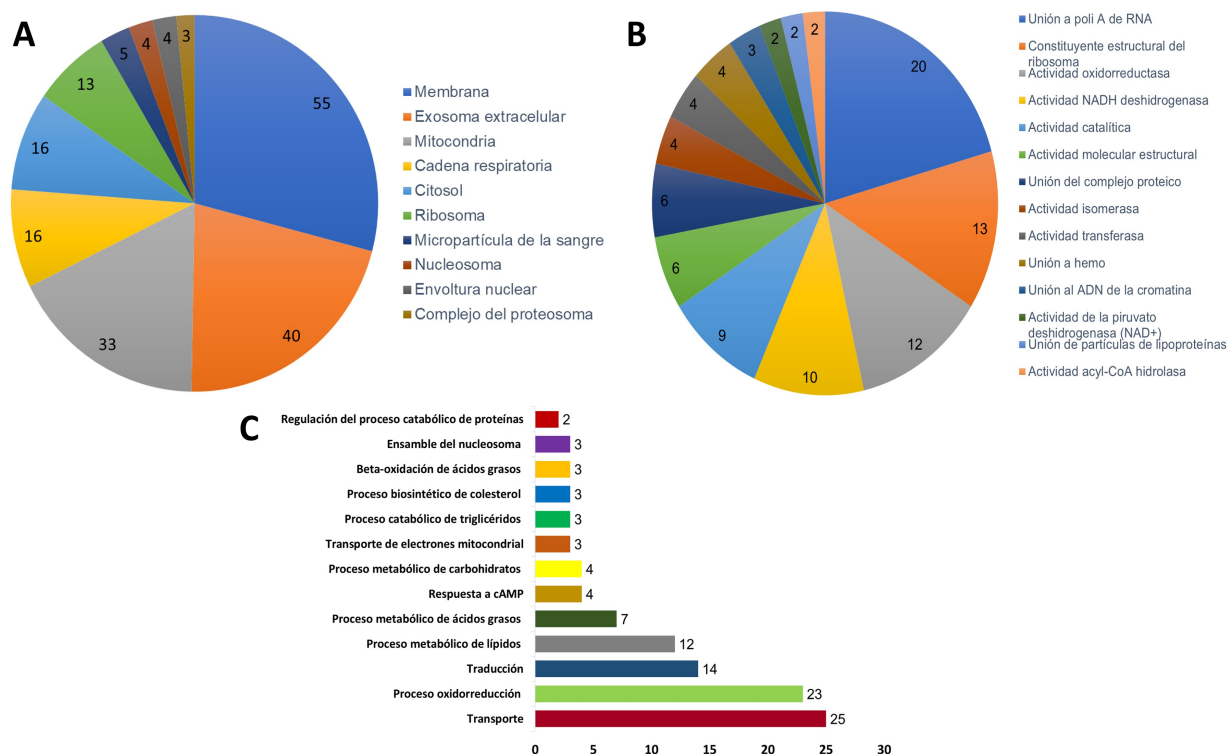 A
55
40
33
16
16
13
5
4
4
3
Membrana
Exosoma extracelular
Mitocondria
Cadena respiratoria
Citosol
Ribosoma
Micropartícula de la sangre
Nucleosoma
Envoltura nuclear
Complejo del proteosoma
B
20
13
12
10
9
6
6
4
4
4
3
2
2
2
Unión a poli A de RNA
Constituyente estructural del
ribosoma
Actividad oxidorreductasa
Actividad NADH deshidrogenasa
Actividad catalítica
Actividad molecular estructural
Unión del complejo proteico
Actividad isomerasa
Actividad transferasa
Unión a hemo
Unión al ADN de la cromatina
Actividad de la piruvato
deshidrogenasa (NAD+)
Unión de partículas de lipoproteínas
Actividad acyl-CoA hidrolasa
C
Regulación del proceso catabólico de proteínas 2
Ensamble del nucleosoma 3
Beta-oxidación de ácidos grasos 3
Proceso biosintético de colesterol 3
Proceso catabólico de triglicéridos 3
Transporte de electrones mitocondrial 3
Proceso metabólico de carbohidratos 4
Respuesta a cAMP 4
Proceso metabólico de ácidos grasos 7
Proceso metabólico de lípidos 12
Traducción 14
Proceso oxidorreducción 23
Transporte 25
0 5 10 15 20 25 30